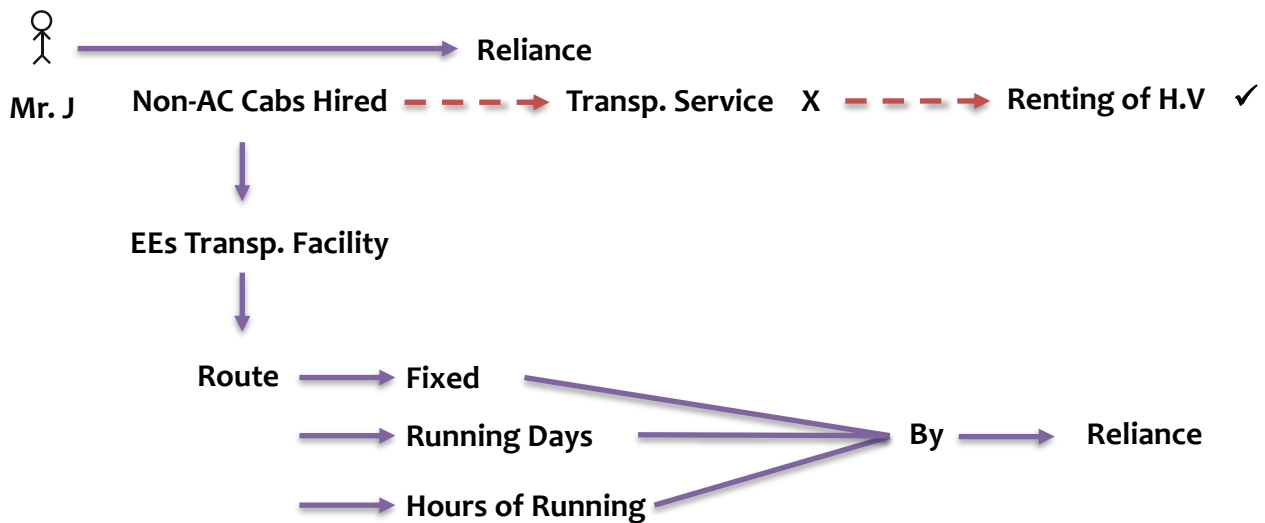 Reliance
Mr. J Non-AC Cabs Hired Transp. Service X Renting of H.V ✓
EEs Transp. Facility
Route Fixed
Running Days By Reliance
Hours of Running